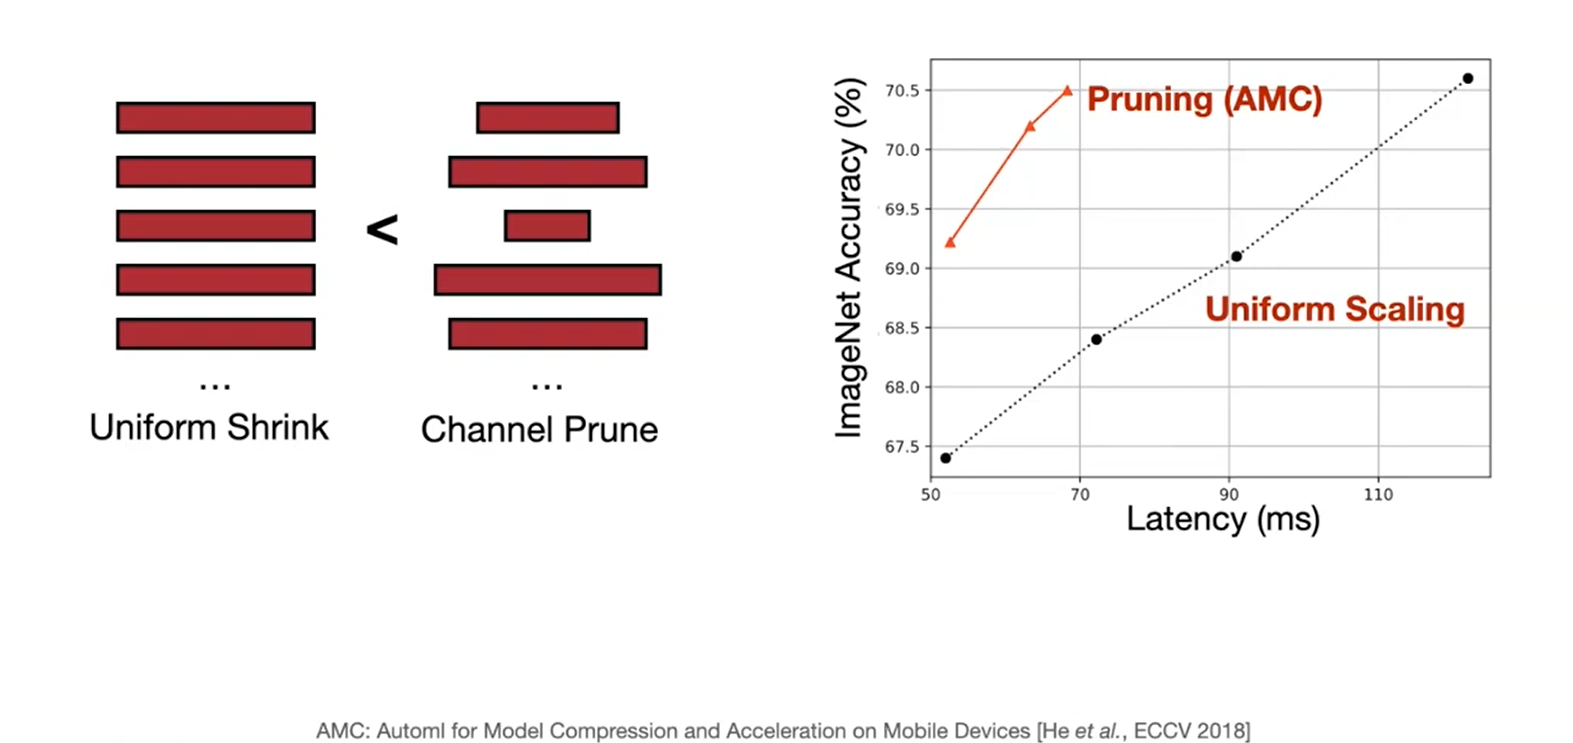 <
...
Uniform Shrink
...
Channel Prune
ImageNet Accuracy (%)
70.5
70.0
69.5
69.0
68.5
68.0
67.5
Pruning (AMC)
Uniform Scaling
50 70 90 110
Latency (ms)
AMC: Automl for Model Compression and Acceleration on Mobile Devices [He et al., ECCV 2018]